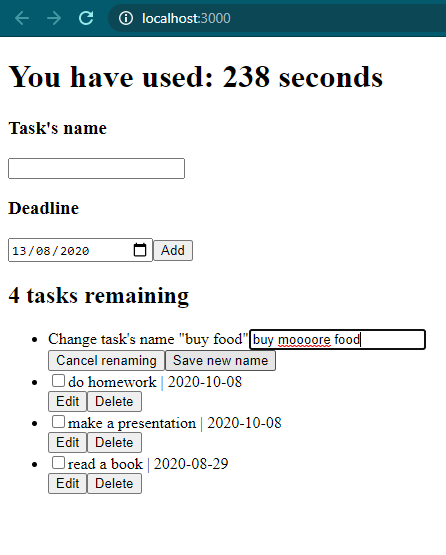 localhost:3000
You have used: 238 seconds
Task's name
Deadline
13/08/2020 Add
4 tasks remaining
Change task's name "buy food" buy moooore food
Cancel renaming Save new name
do homework | 2020-10-08
Edit Delete
make a presentation | 2020-10-08
Edit Delete
read a book | 2020-08-29
Edit Delete